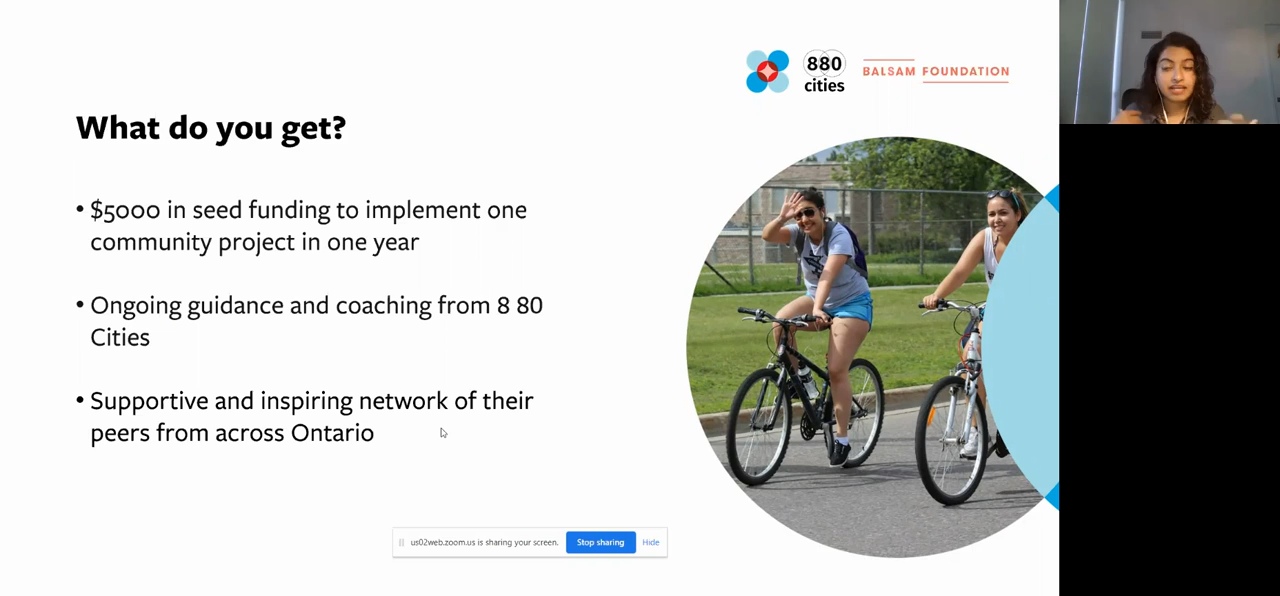 880
cities
BALSAM FOUNDATION
What do you get?
• $5000 in seed funding to implement one
community project in one year
• Ongoing guidance and coaching from 8 80
Cities
• Supportive and inspiring network of their
peers from across Ontario
us02web.zoom.us is sharing your screen.
Stop sharing
Hide